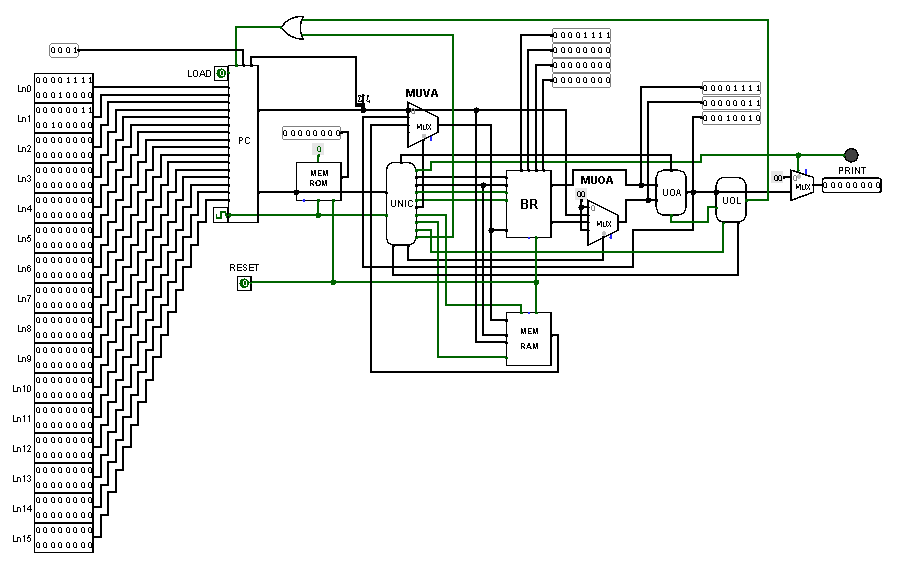 0 0 0 1
LOAD 0
Ln0
0 0 0 0 1 1 1 1
0 0 0 1 0 0 0 0
Ln1
0 0 0 0 0 0 1 1
0 0 1 0 0 0 0 0
Ln2
0 0 0 0 0 0 0 0
0 0 0 0 0 0 0 0
Ln3
0 0 0 0 0 0 0 0
0 0 0 0 0 0 0 0
Ln4
0 0 0 0 0 0 0 0
0 0 0 0 0 0 0 0
Ln5
0 0 0 0 0 0 0 0
0 0 0 0 0 0 0 0
Ln6
0 0 0 0 0 0 0 0
0 0 0 0 0 0 0 0
Ln7
0 0 0 0 0 0 0 0
0 0 0 0 0 0 0 0
Ln8
0 0 0 0 0 0 0 0
0 0 0 0 0 0 0 0
Ln9
0 0 0 0 0 0 0 0
0 0 0 0 0 0 0 0
Ln10
0 0 0 0 0 0 0 0
0 0 0 0 0 0 0 0
Ln11
0 0 0 0 0 0 0 0
0 0 0 0 0 0 0 0
Ln12
0 0 0 0 0 0 0 0
0 0 0 0 0 0 0 0
Ln13
0 0 0 0 0 0 0 0
0 0 0 0 0 0 0 0
Ln14
0 0 0 0 0 0 0 0
0 0 0 0 0 0 0 0
Ln15
0 0 0 0 0 0 0 0
0 0 0 0 0 0 0 0
PC
RESET
0
0 0 0 0 0 0 0 0
0
MEM
ROM
MUVA
0
MUX
UNIC
0 0 0 0 1 1 1 1
0 0 0 0 0 0 0 0
0 0 0 0 0 0 0 0
0 0 0 0 0 0 0 0
BR
MEM
RAM
MUOA
00
0
MUX
0 0 0 0 1 1 1 1
0 0 0 0 0 0 1 1
0 0 0 1 0 0 1 0
UOA
UOL
00
0
MUX
PRINT
0 0 0 0 0 0 0 0